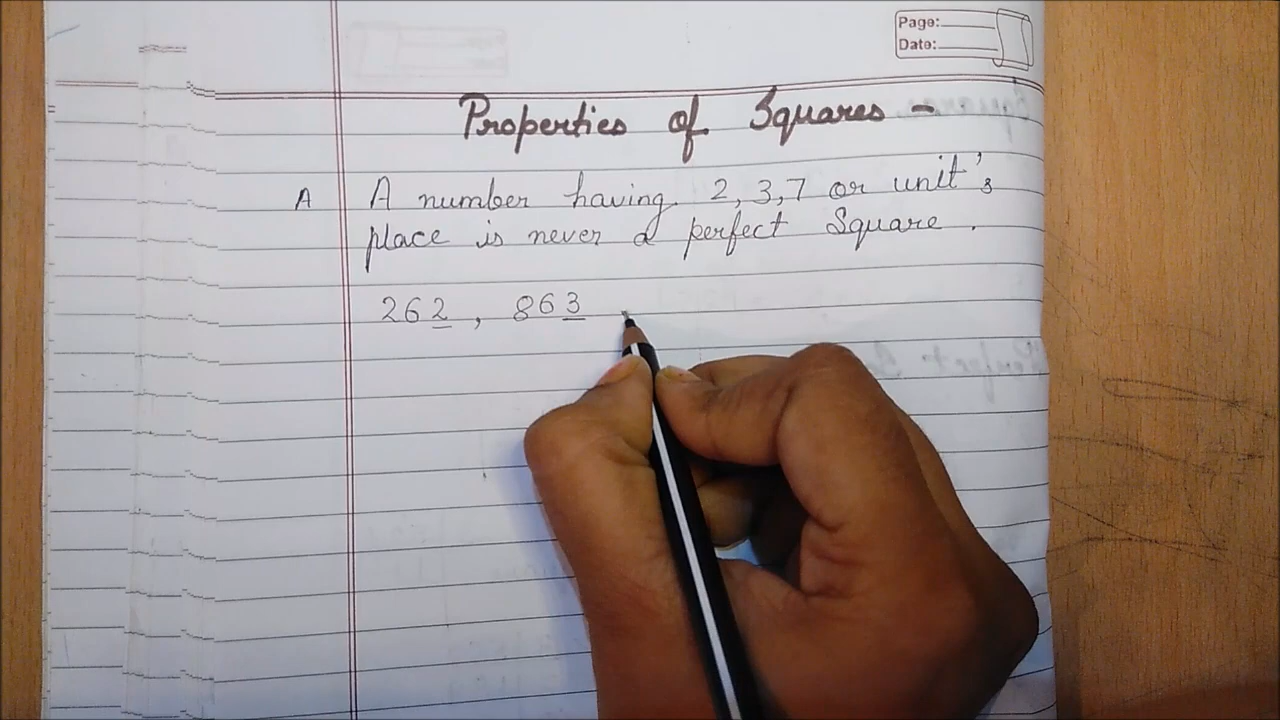 Page:
Date:
Properties of Squares -
A A number having 2, 3, 7 or unit's
place is never a perfect Square.
262, 863